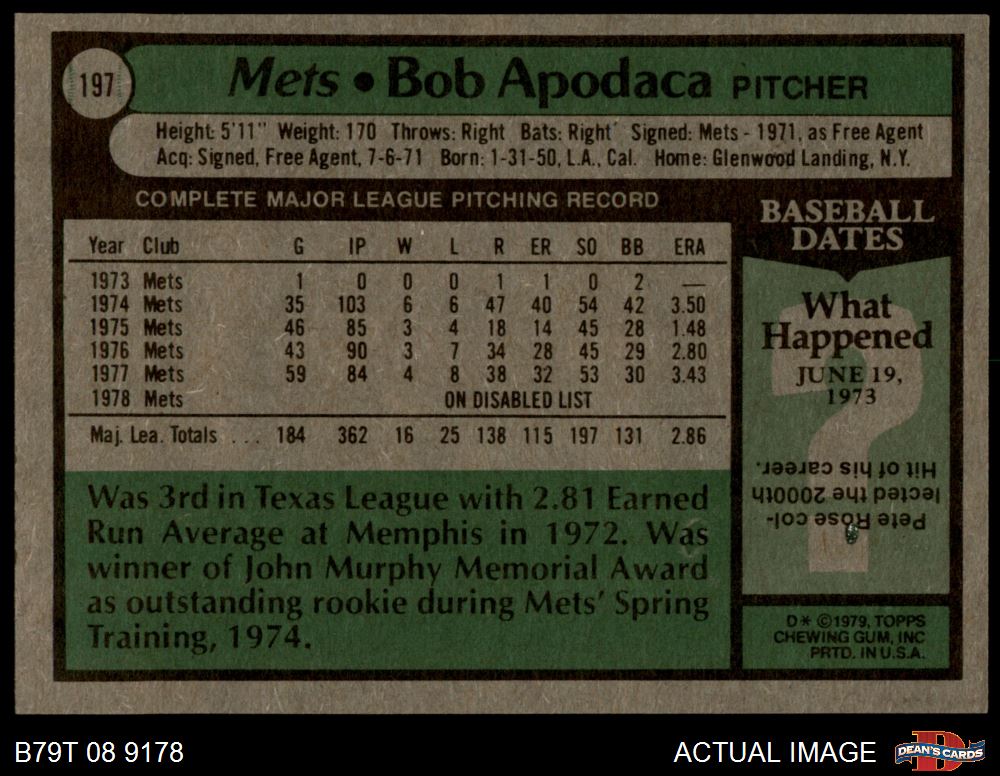 197
Mets • Bob Apodaca PITCHER
Height: 5'11" Weight: 170 Throws: Right Bats: Right Signed: Mets - 1971, as Free Agent
Acq: Signed, Free Agent, 7-6-71 Born: 1-31-50, L.A., Cal. Home: Glenwood Landing, N.Y.
COMPLETE MAJOR LEAGUE PITCHING RECORD
Year Club G IP W L R ER SO BB ERA
1973 Mets 1 0 0 0 1 1 0 2 —
1974 Mets 35 103 6 6 47 40 54 42 3.50
1975 Mets 46 85 3 4 18 14 45 28 1.48
1976 Mets 43 90 3 7 34 28 45 29 2.80
1977 Mets 59 84 4 8 38 32 53 30 3.43
1978 Mets ON DISABLED LIST
Maj. Lea. Totals ... 184 362 16 25 138 115 197 131 2.86
Was 3rd in Texas League with 2.81 Earned
Run Average at Memphis in 1972. Was
winner of John Murphy Memorial Award
as outstanding rookie during Mets' Spring
Training, 1974.
BASEBALL
DATES
What
Happened
JUNE 19,
1973
?
Pete Rose col-
lected the 2000th
Hit of his career.
D* ©1979, TOPPS
CHEWING GUM, INC
PRTD. IN U.S.A.
B79T 08 9178
ACTUAL IMAGE
D
DEAN'S CARDS